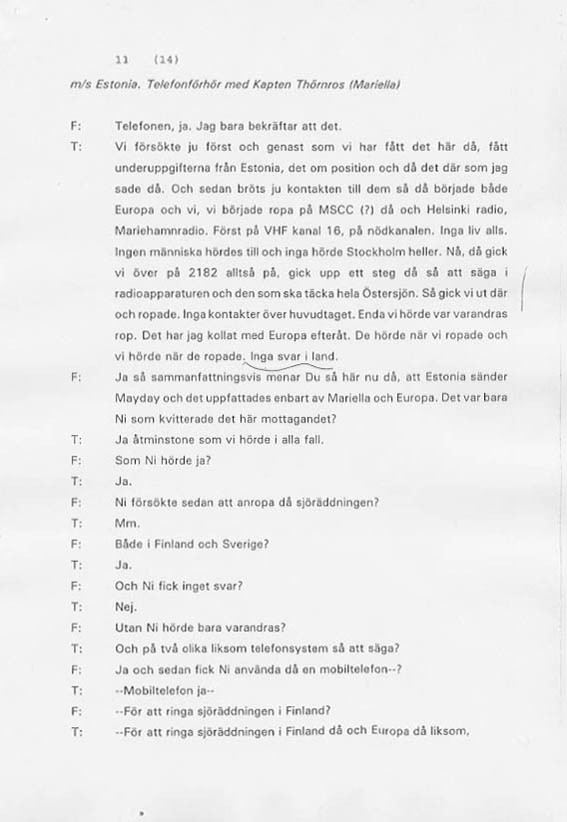 11 (14)
m/s Estonia. Telefonförhör med Kapten Thörnros (Mariella)
F: Telefonen, ja. Jag bara bekräftar att det.
T: Vi försökte ju först och genast som vi har fått det här då, fått
underuppgifterna från Estonia, det om position och då det där som jag
sade då. Och sedan bröts ju kontakten till dem så då började både
Europa och vi, vi började ropa på MSCC (?) då och Helsinki radio,
Mariehamnradio. Först på VHF kanal 16, på nödkanalen. Inga liv alls.
Ingen människa hördes till och inga hörde Stockholm heller. Nå, då gick
vi över på 2182 alltså på, gick upp ett steg då så att säga i
radioapparaturen och den som ska täcka hela Östersjön. Så gick vi ut där
och ropade. Inga kontakter över huvudtaget. Enda vi hörde var varandras
rop. Det har jag kollat med Europa efteråt. De hörde när vi ropade och
vi hörde när de ropade. Inga svar i land.
F: Ja så sammanfattningsvis menar Du så här nu då, att Estonia sänder
Mayday och det uppfattades enbart av Mariella och Europa. Det var bara
Ni som kvitterade det här mottagandet?
T: Ja åtminstone som vi hörde i alla fall.
F: Som Ni hörde ja?
T: Ja.
F: Ni försökte sedan att anropa då sjöräddningen?
T: Mm.
F: Både i Finland och Sverige?
T: Ja.
F: Och Ni fick inget svar?
T: Nej.
F: Utan Ni hörde bara varandras?
T: Och på två olika liksom telefonsystem så att säga?
F: Ja och sedan fick Ni använda då en mobiltelefon--?
T: --Mobiltelefon ja--
F: --För att ringa sjöräddningen i Finland?
T: --För att ringa sjöräddningen i Finland då och Europa då liksom,